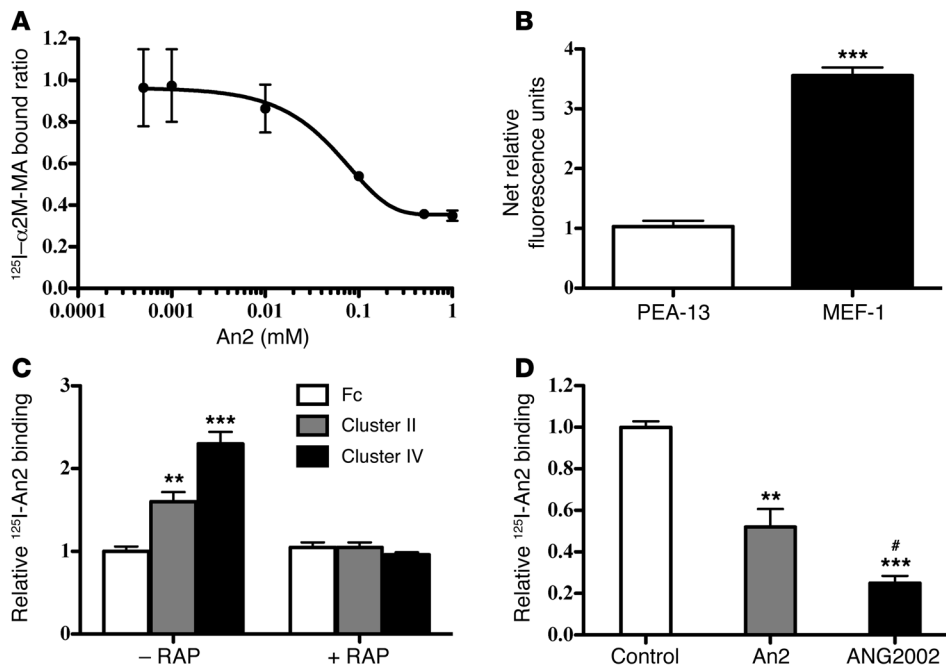 A
¹²⁵I–α2M-MA bound ratio
1.2
1.0
0.8
0.6
0.4
0.2
0.0
0.0001
0.001
0.01
0.1
1
An2 (mM)
B
Net relative
fluorescence units
4
3
2
1
0
***
PEA-13
MEF-1
C
Relative ¹²⁵I-An2 binding
3
2
1
0
**
***
Fc
Cluster II
Cluster IV
– RAP
+ RAP
D
Relative ¹²⁵I-An2 binding
1.2
1.0
0.8
0.6
0.4
0.2
0.0
**
#
***
Control
An2
ANG2002